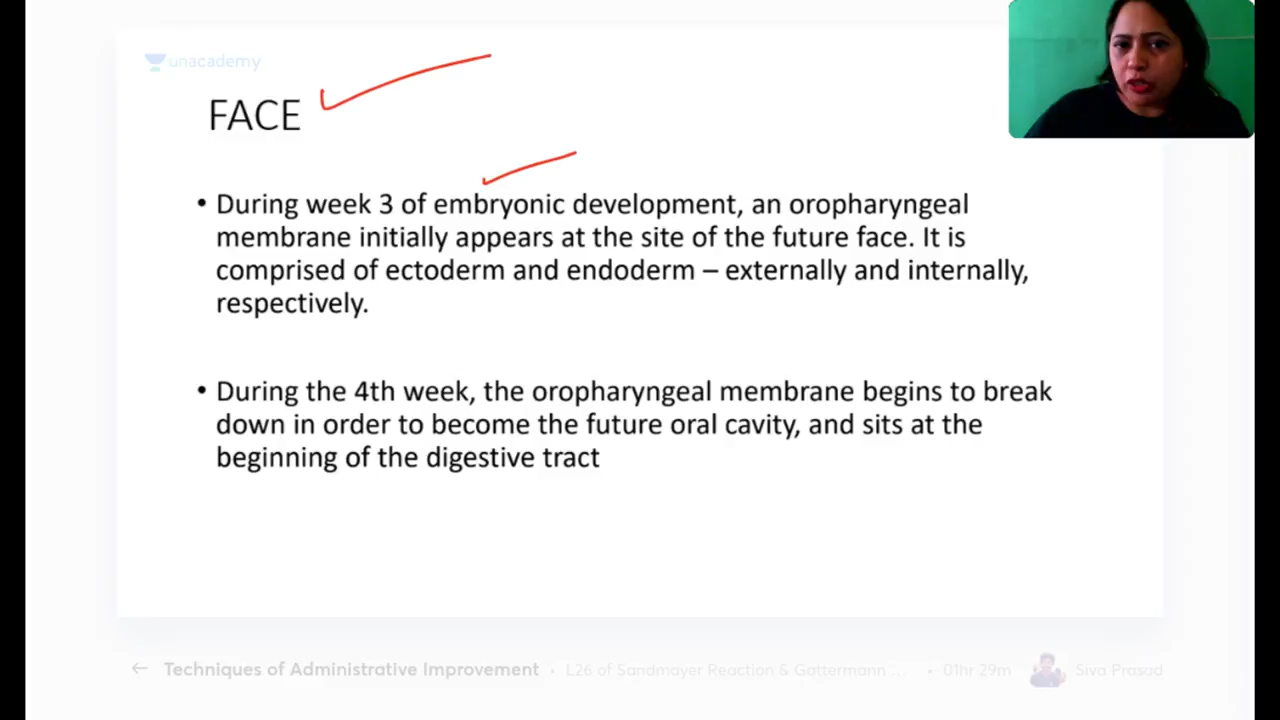 unacademy
FACE
• During week 3 of embryonic development, an oropharyngeal
membrane initially appears at the site of the future face. It is
comprised of ectoderm and endoderm – externally and internally,
respectively.
• During the 4th week, the oropharyngeal membrane begins to break
down in order to become the future oral cavity, and sits at the
beginning of the digestive tract
← Techniques of Administrative Improvement • L26 of Sandmayer Reaction & Gattermann ... • 01hr 29m Siva Prasad